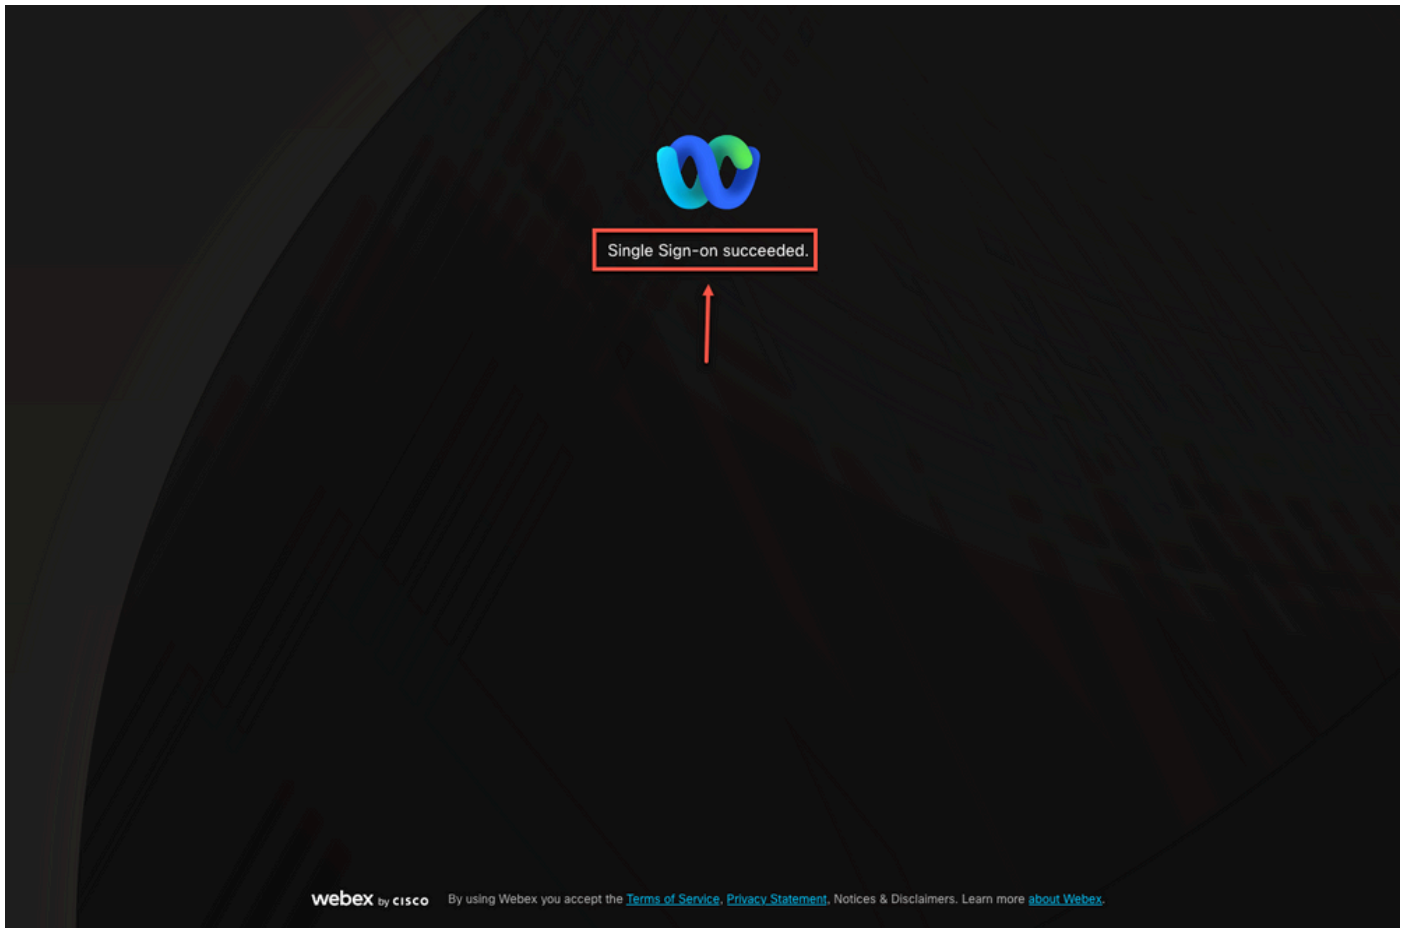 Single Sign-on succeeded.
webex by CISCO By using Webex you accept the Terms of Service, Privacy Statement, Notices & Disclaimers. Learn more about Webex.